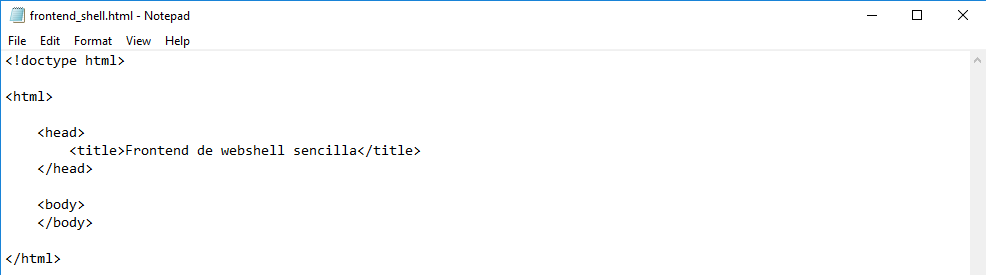 frontend_shell.html - Notepad
File Edit Format View Help
<!doctype html>
<html>
<head>
<title>Frontend de webshell sencilla</title>
</head>
<body>
</body>
</html>